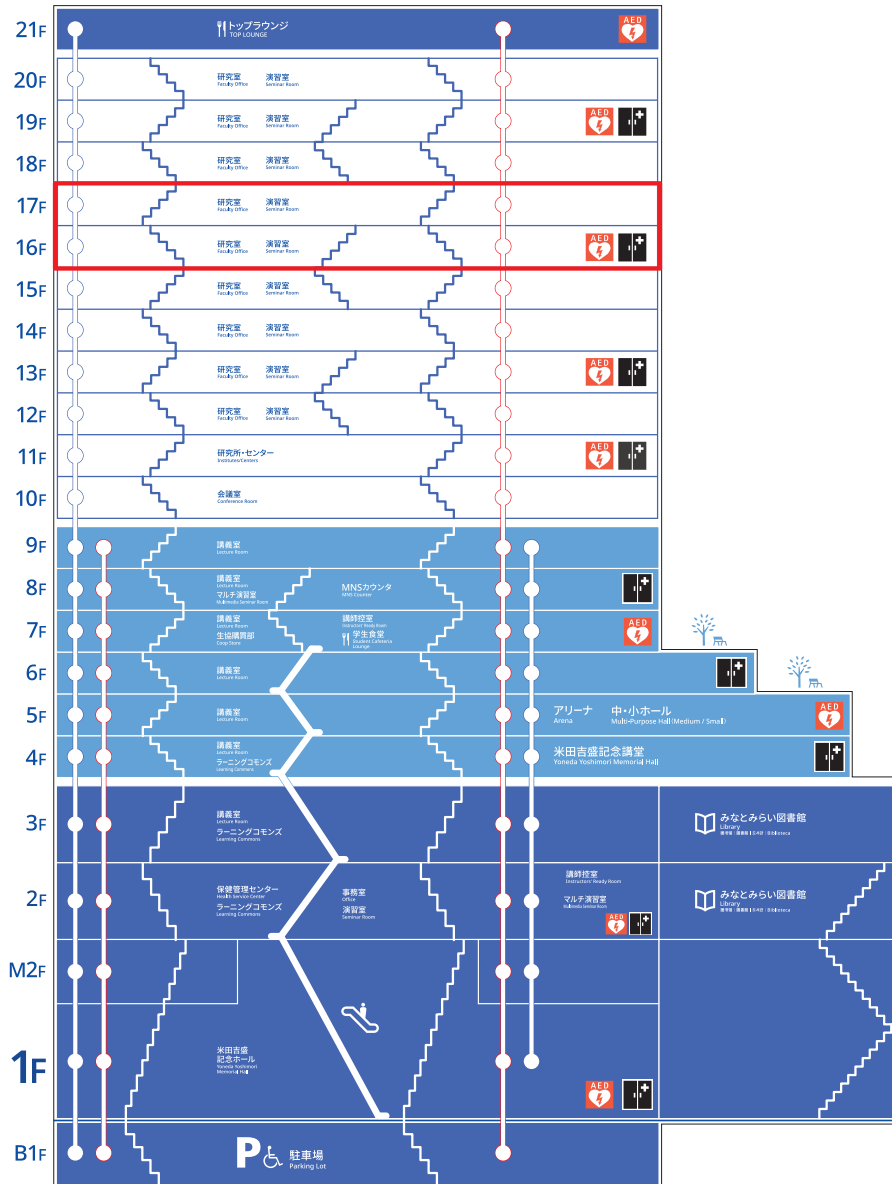 21F
トップラウンジ
TOP LOUNGE
AED
20F
研究室 演習室
Faculty Office Seminar Room
19F
研究室 演習室
Faculty Office Seminar Room
AED
18F
研究室 演習室
Faculty Office Seminar Room
17F
研究室 演習室
Faculty Office Seminar Room
16F
研究室 演習室
Faculty Office Seminar Room
AED
15F
研究室 演習室
Faculty Office Seminar Room
14F
研究室 演習室
Faculty Office Seminar Room
13F
研究室 演習室
Faculty Office Seminar Room
AED
12F
研究室 演習室
Faculty Office Seminar Room
11F
研究所・センター
Institutes/Centers
AED
10F
会議室
Conference Room
9F
講義室
Lecture Room
8F
講義室
Lecture Room
マルチ演習室
Multimedia Seminar Room
MNSカウンタ
MNS Counter
7F
講義室
Lecture Room
生協購買部
Coop Store
講師控室
Instructors' Ready Room
学生食堂
Student Cafeteria
Lounge
AED
6F
講義室
Lecture Room
5F
講義室
Lecture Room
アリーナ
Arena
中・小ホール
Multi-Purpose Hall (Medium / Small)
AED
4F
講義室
Lecture Room
ラーニングコモンズ
Learning Commons
米田吉盛記念講堂
Yoneda Yoshimori Memorial Hall
3F
講義室
Lecture Room
ラーニングコモンズ
Learning Commons
みなとみらい図書館
Library
2F
保健管理センター
Health Service Center
ラーニングコモンズ
Learning Commons
事務室
Office
演習室
Seminar Room
講師控室
Instructors' Ready Room
マルチ演習室
Multimedia Seminar Room
AED
みなとみらい図書館
Library
M2F
1F
米田吉盛
記念ホール
Yoneda Yoshimori
Memorial Hall
AED
B1F
P
駐車場
Parking Lot